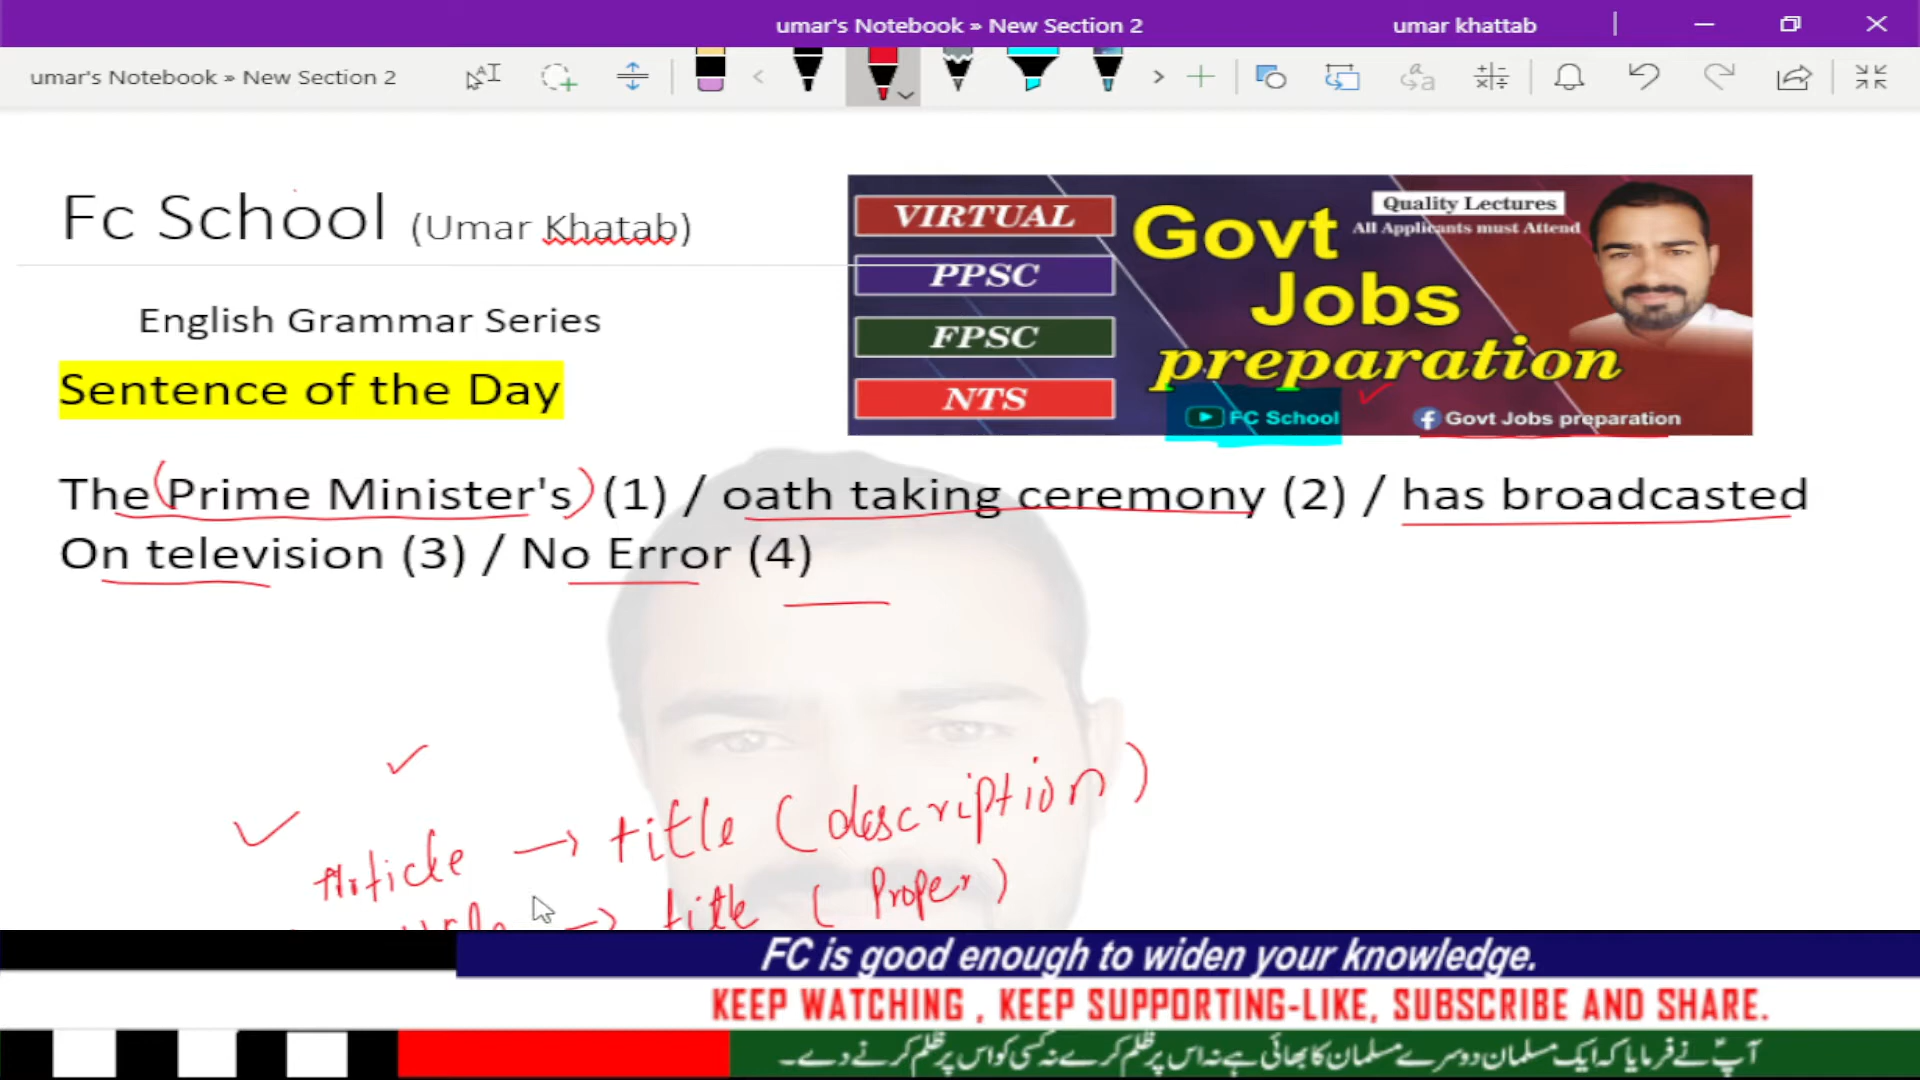 umar's Notebook » New Section 2
umar khattab
umar's Notebook » New Section 2
Fc School (Umar Khatab)
English Grammar Series
Sentence of the Day
VIRTUAL
PPSC
FPSC
NTS
Govt
Jobs
preparation
Quality Lectures
All Applicants must Attend
FC School
Govt Jobs preparation
The (Prime Minister's) (1) / oath taking ceremony (2) / has broadcasted
On television (3) / No Error (4)
Article → title (description)
→ title (Proper)
FC is good enough to widen your knowledge.
KEEP WATCHING , KEEP SUPPORTING-LIKE, SUBSCRIBE AND SHARE.
آپؐ نے فرمایا کہ ایک مسلمان دوسرے مسلمان کا بھائی ہے نہ اس پر ظلم کرے نہ کسی کو اس پر ظلم کرنے دے۔